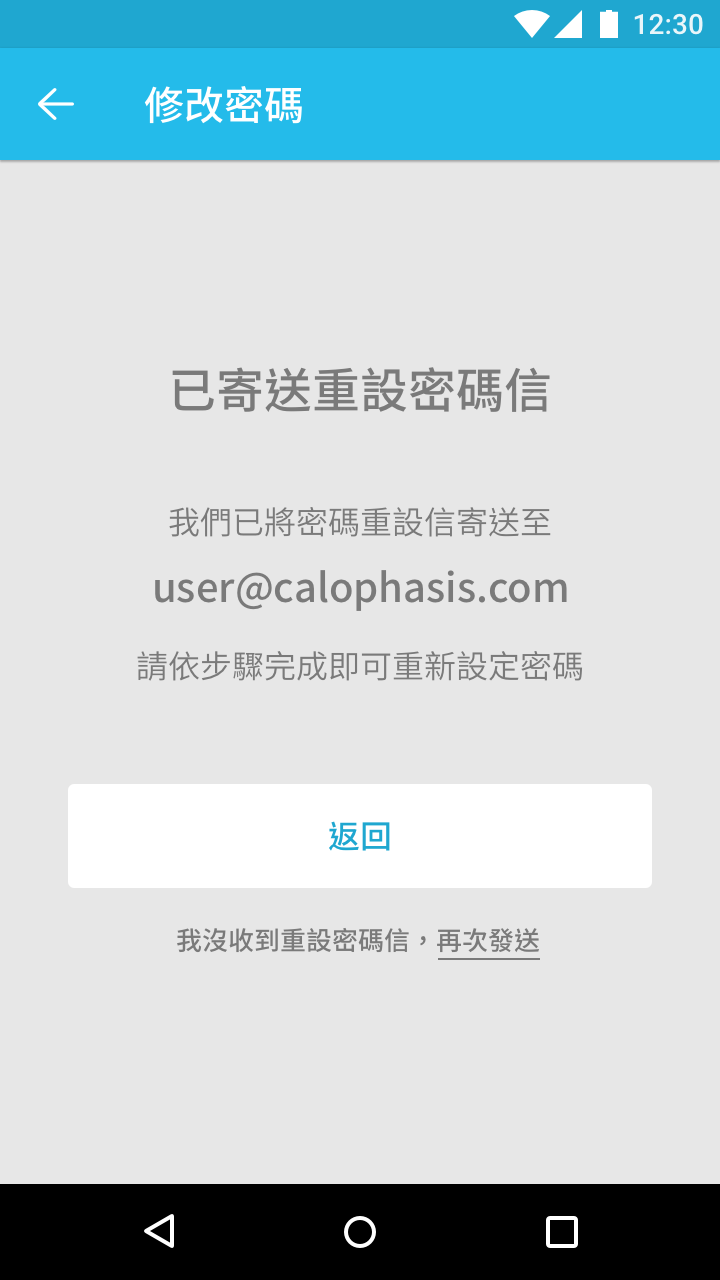 12:30
修改密碼
已寄送重設密碼信
我們已將密碼重設信寄送至
user@calophasis.com
請依步驟完成即可重新設定密碼
返回
我沒收到重設密碼信，再次發送